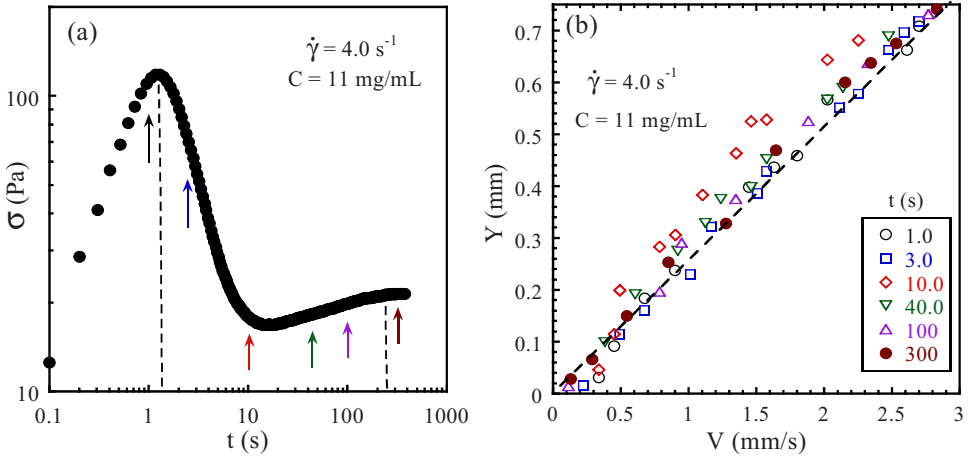 (a)
γ̇ = 4.0 s⁻¹
C = 11 mg/mL
σ (Pa)
100
10
0.1
1
10
100
1000
t (s)
(b)
γ̇ = 4.0 s⁻¹
C = 11 mg/mL
Y (mm)
0.7
0.6
0.5
0.4
0.3
0.2
0.1
0
0
0.5
1
1.5
2
2.5
3
V (mm/s)
t (s)
1.0
3.0
10.0
40.0
100
300